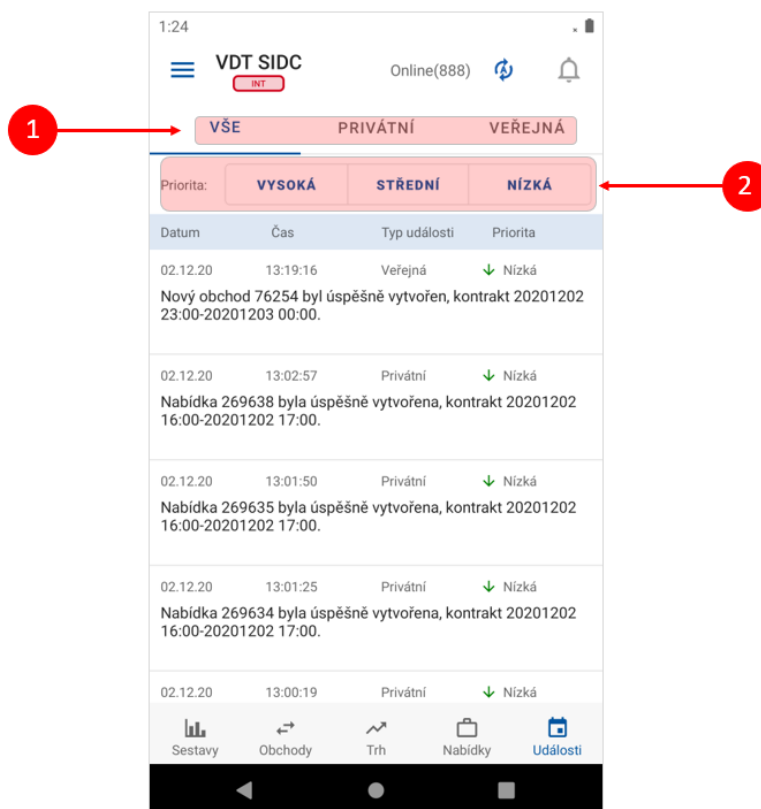 1:24
VDT SIDC
INT
Online(888)
1
VŠE PRIVÁTNÍ VEŘEJNÁ
Priorita: VYSOKÁ STŘEDNÍ NÍZKÁ
2
Datum Čas Typ události Priorita
02.12.20 13:19:16 Veřejná Nízká
Nový obchod 76254 byl úspěšně vytvořen, kontrakt 20201202
23:00-20201203 00:00.
02.12.20 13:02:57 Privátní Nízká
Nabídka 269638 byla úspěšně vytvořena, kontrakt 20201202
16:00-20201202 17:00.
02.12.20 13:01:50 Privátní Nízká
Nabídka 269635 byla úspěšně vytvořena, kontrakt 20201202
16:00-20201202 17:00.
02.12.20 13:01:25 Privátní Nízká
Nabídka 269634 byla úspěšně vytvořena, kontrakt 20201202
16:00-20201202 17:00.
02.12.20 13:00:19 Privátní Nízká
Sestavy Obchody Trh Nabídky Události